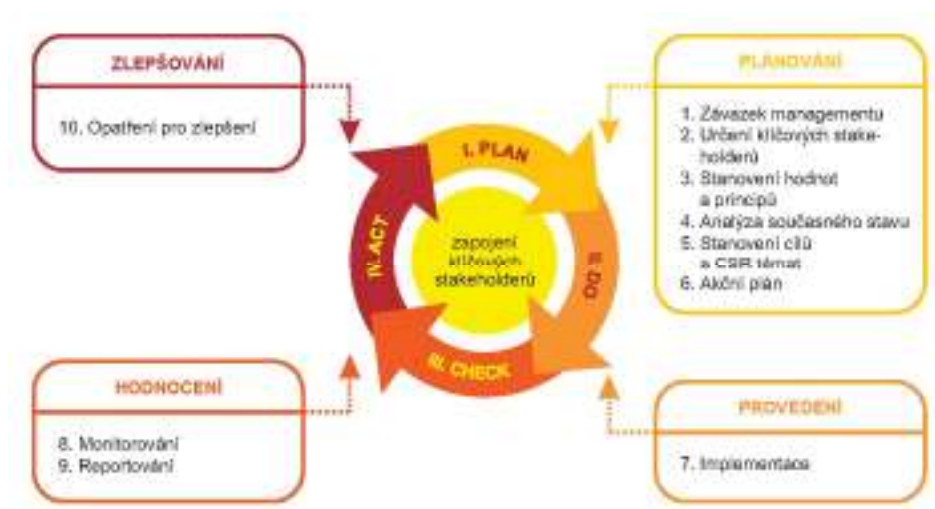 ZLEPŠOVÁNÍ
10. Opatření pro zlepšení
PLÁNOVÁNÍ
1. Závazek managementu
2. Určení klíčových stake-
holderů
3. Stanovení hodnot
a principů
4. Analýza současného stavu
5. Stanovení cílů
a CSR témat
6. Akční plán
I. PLAN
II. DO
III. CHECK
IV. ACT
zapojení
klíčových
stakeholderů
HODNOCENÍ
8. Monitorování
9. Reportování
PROVEDENÍ
7. Implementace